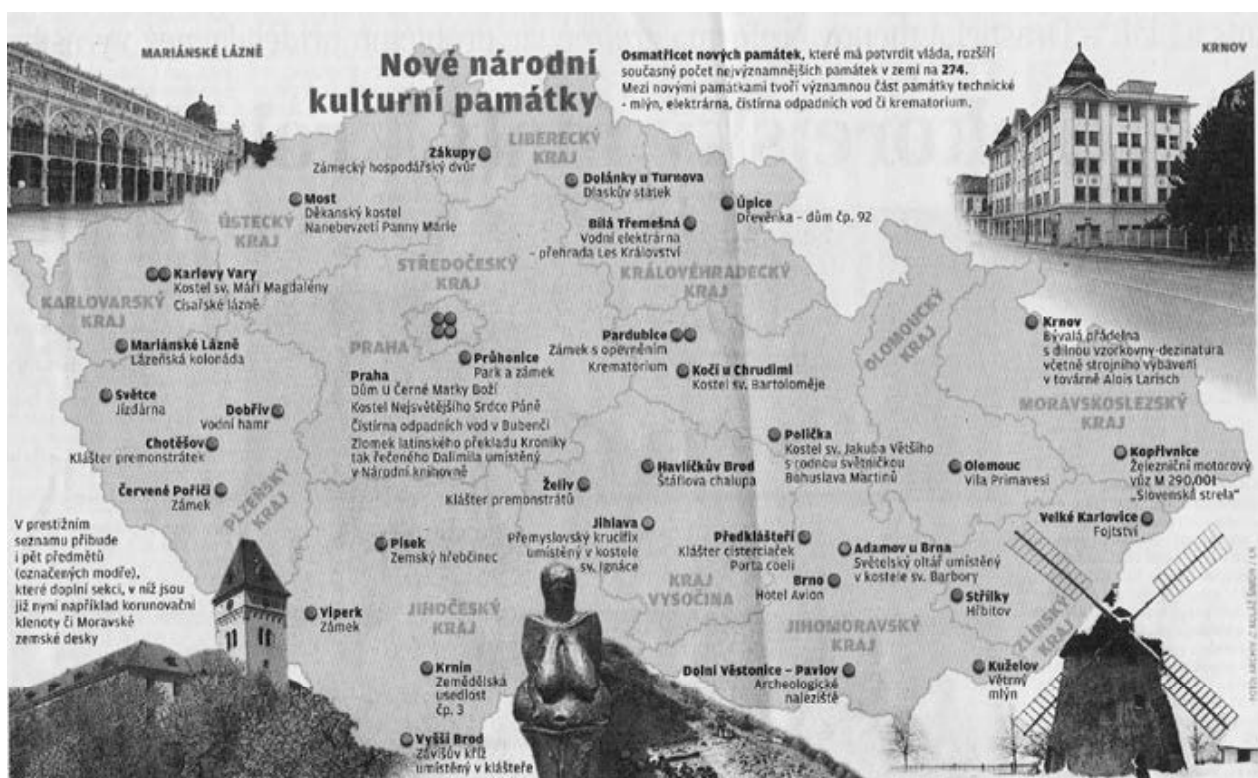 MARIÁNSKÉ LÁZNĚ
Nové národní
kulturní památky
Osmatřicet nových památek, které má potvrdit vláda, rozšíří
současný počet nejvýznamnějších památek v zemi na 274.
Mezi novými památkami tvoří významnou část památky technické
- mlýn, elektrárna, čistírna odpadních vod či krematorium.
KRNOV
LIBERECKÝ
KRAJ
Zákupy
Zámecký hospodářský dvůr
Dolánky u Turnova
Dlaskův statek
Most
Děkanský kostel
Nanebevzetí Panny Marie
ÚSTECKÝ
KRAJ
Úpice
Dřevěnka – dům čp. 92
Bílá Třemešná
Vodní elektrárna
– přehrada Les Království
STŘEDOČESKÝ
KRAJ
KRÁLOVÉHRADECKÝ
KRAJ
Karlovy Vary
Kostel sv. Máří Magdalény
Císařské lázně
KARLOVARSKÝ
KRAJ
OLOMOUCKÝ
KRAJ
Mariánské Lázně
Lázeňská kolonáda
PRAHA
Průhonice
Park a zámek
Pardubice
Zámek s opevněním
Krematorium
Kočí u Chrudimi
Kostel sv. Bartoloměje
Krnov
Bývalá přádelna
s dílnou vzorkovny-dezinatura
včetně strojního vybavení
v továrně Alois Larisch
MORAVSKOSLEZSKÝ
KRAJ
Praha
Dům U Černé Matky Boží
Kostel Nejsvětějšího Srdce Páně
Čistírna odpadních vod v Bubenči
Zlomek latinského překladu Kroniky
tak řečeného Dalimila umístěný
v Národní knihovně
Světce
Jízdárna
Dobřív
Vodní hamr
Chotěšov
Klášter premonstrátek
Červené Poříčí
Zámek
PLZEŇSKÝ
KRAJ
Polička
Kostel sv. Jakuba Většího
s rodnou světničkou
Bohuslava Martinů
Havlíčkův Brod
Štáflova chalupa
Želiv
Klášter premonstrátů
Olomouc
Vila Primavesi
Kopřivnice
Železniční motorový
vůz M 290.001
„Slovenská strela“
Velké Karlovice
Fojtství
V prestižním
seznamu přibude
i pět předmětů
(označených modře),
které doplní sekci, v níž jsou
již nyní například korunovační
klenoty či Moravské
zemské desky
Písek
Zemský hřebčinec
Jihlava
Přemyslovský krucifix
umístěný v kostele
sv. Ignáce
Předklášteří
Klášter cisterciaček
Porta coeli
Adamov u Brna
Světelský oltář umístěný
v kostele sv. Barbory
Brno
Hotel Avion
KRAJ
VYSOČINA
Střílky
Hřbitov
Vimperk
Zámek
JIHOČESKÝ
KRAJ
JIHOMORAVSKÝ
KRAJ
ZLÍNSKÝ
KRAJ
Krnín
Zemědělská
usedlost
čp. 3
Dolní Věstonice – Pavlov
Archeologické
naleziště
Kuželov
Větrný
mlýn
Vyšší Brod
Závišův kříž
umístěný v klášteře